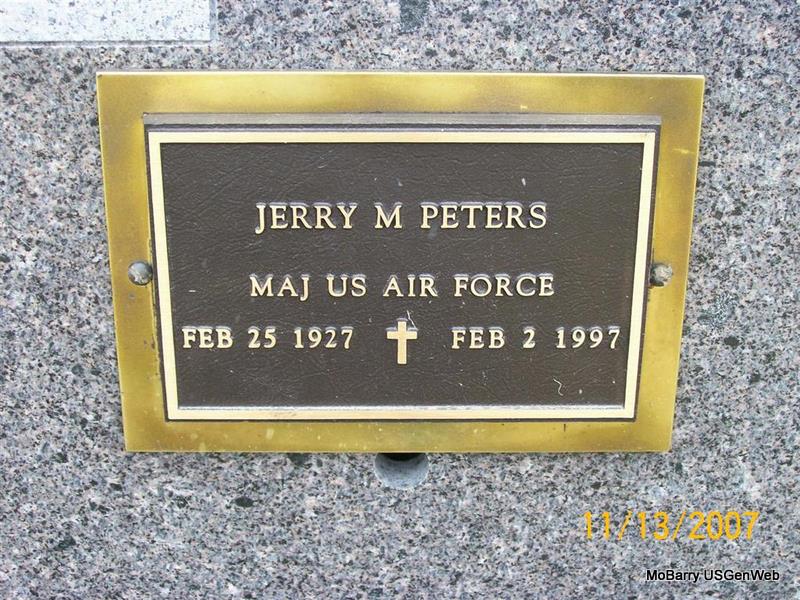 JERRY M PETERS
MAJ US AIR FORCE
FEB 25 1927 FEB 2 1997
11/13/2007
MoBarry USGenWeb